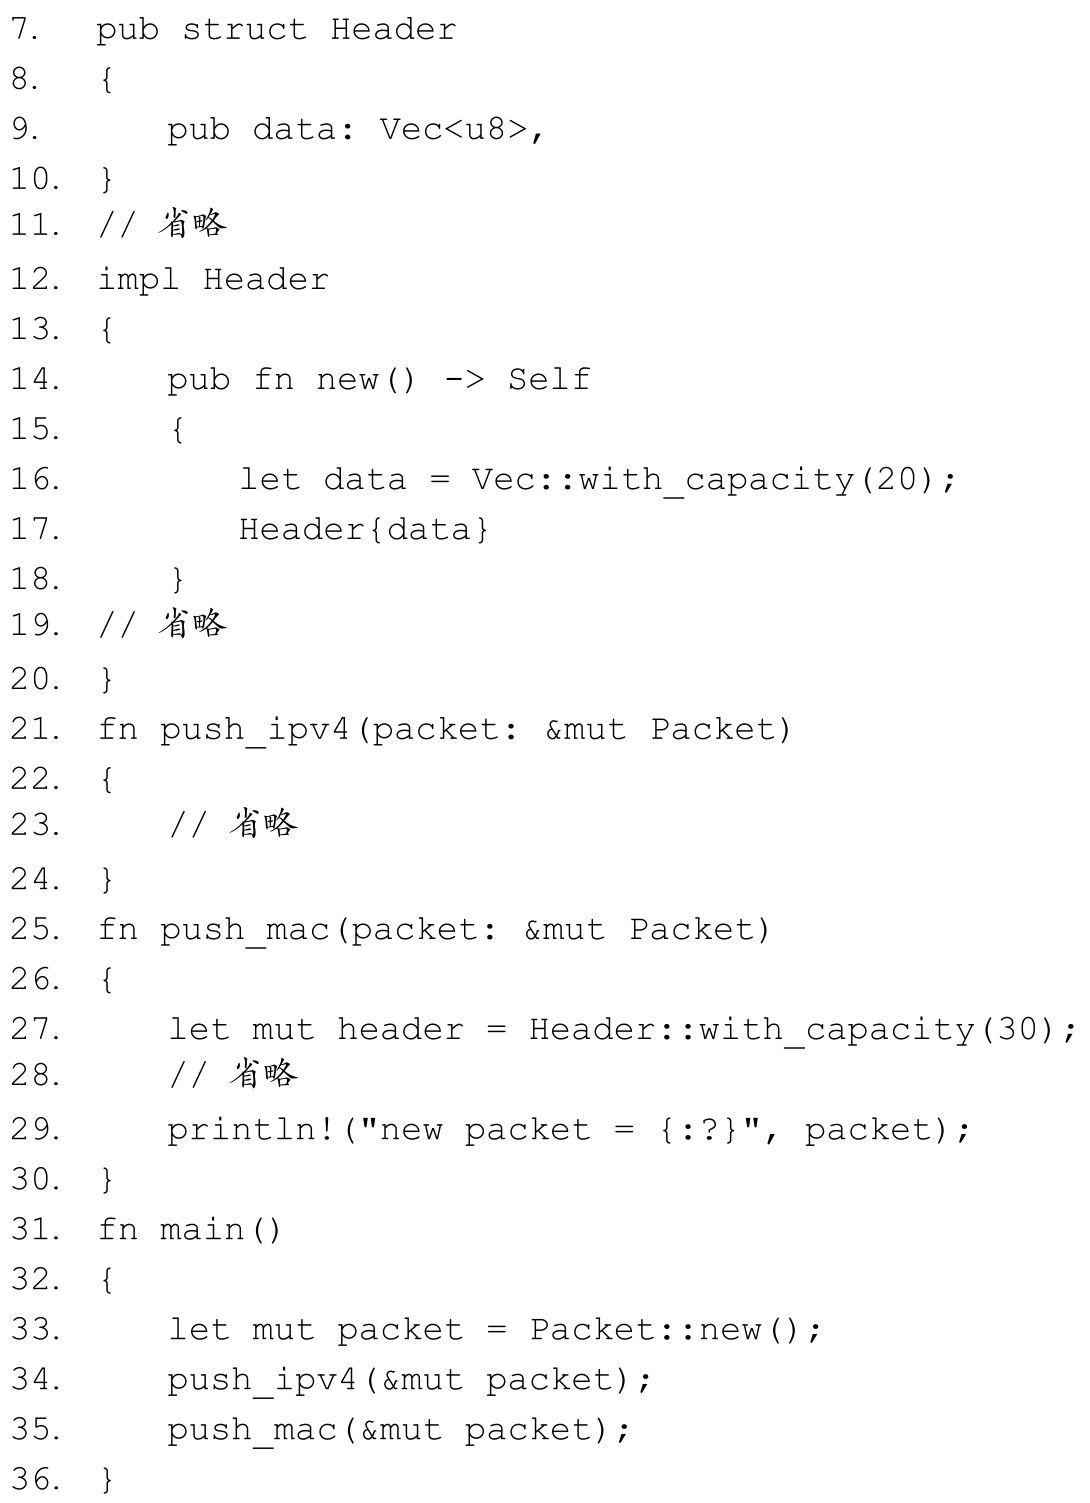 7. pub struct Header
8. {
9.     pub data: Vec<u8>,
10. }
11. // 省略
12. impl Header
13. {
14.     pub fn new() -> Self
15.     {
16.         let data = Vec::with_capacity(20);
17.         Header{data}
18.     }
19. // 省略
20. }
21. fn push_ipv4(packet: &mut Packet)
22. {
23.     // 省略
24. }
25. fn push_mac(packet: &mut Packet)
26. {
27.     let mut header = Header::with_capacity(30);
28.     // 省略
29.     println!("new packet = {:?}", packet);
30. }
31. fn main()
32. {
33.     let mut packet = Packet::new();
34.     push_ipv4(&mut packet);
35.     push_mac(&mut packet);
36. }